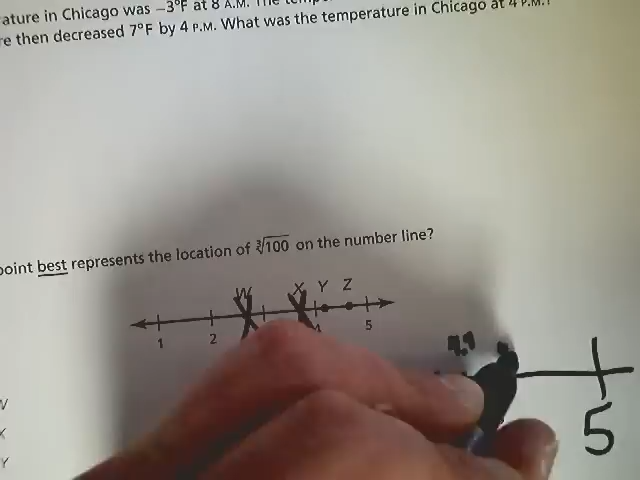 ature in Chicago was −3°F at 8 A.M. The
re then decreased 7°F by 4 P.M. What was the temperature in Chicago at 4 P.M.?
point best represents the location of ∛100 on the number line?
W X Y Z
1 2 5
5
X
Y